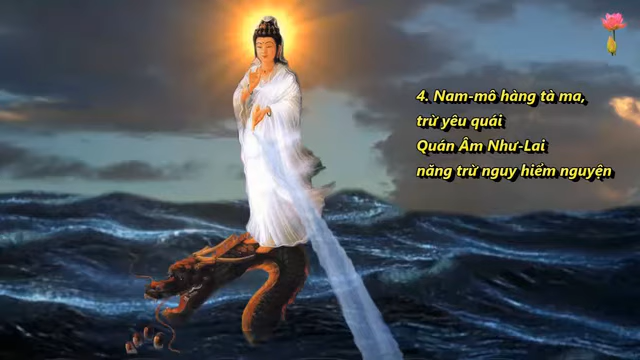 4. Nam-mô hàng tà ma,
trừ yêu quái
Quán Âm Như-Lai
năng trừ nguy hiểm nguyện